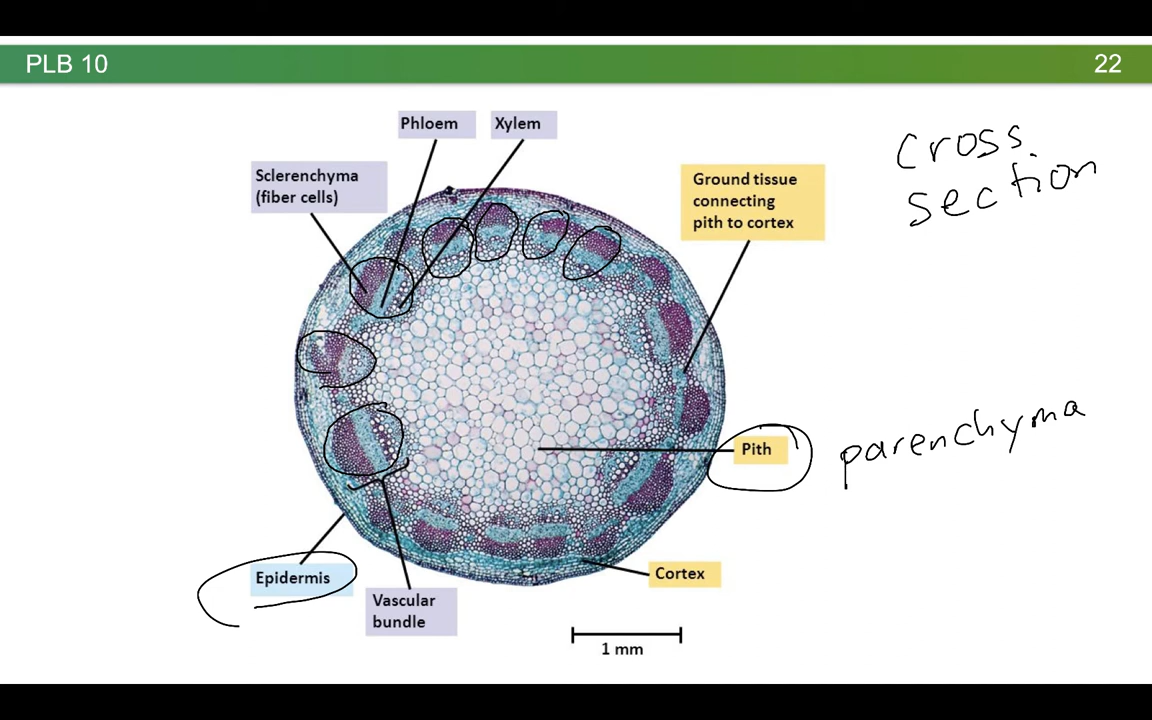 PLB 10
22
Phloem
Xylem
cross
section
Sclerenchyma
(fiber cells)
Ground tissue
connecting
pith to cortex
Pith
parenchyma
Epidermis
Cortex
Vascular
bundle
1 mm